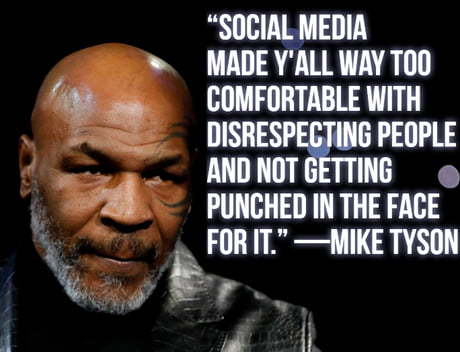 “SOCIAL MEDIA
MADE Y'ALL WAY TOO
COMFORTABLE WITH
DISRESPECTING PEOPLE
AND NOT GETTING
PUNCHED IN THE FACE
FOR IT.” —MIKE TYSON